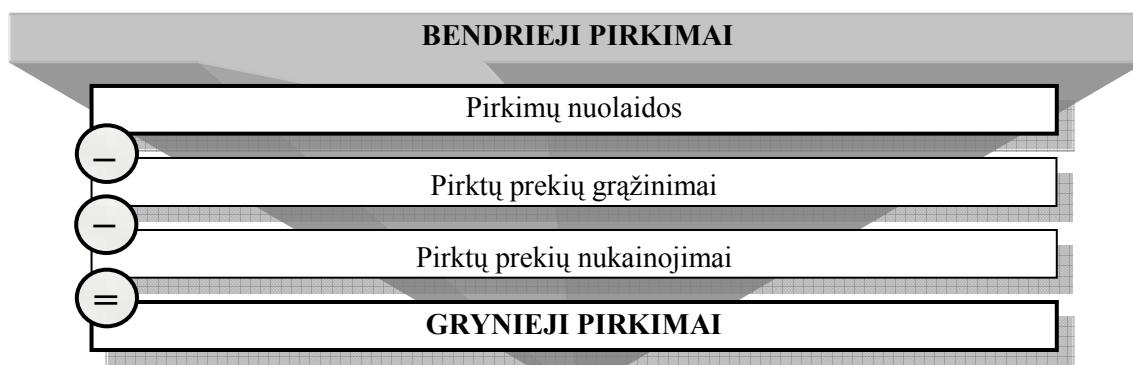 BENDRIEJI PIRKIMAI
Pirkimų nuolaidos
–
Pirktų prekių grąžinimai
–
Pirktų prekių nukainojimai
=
GRYNIEJI PIRKIMAI